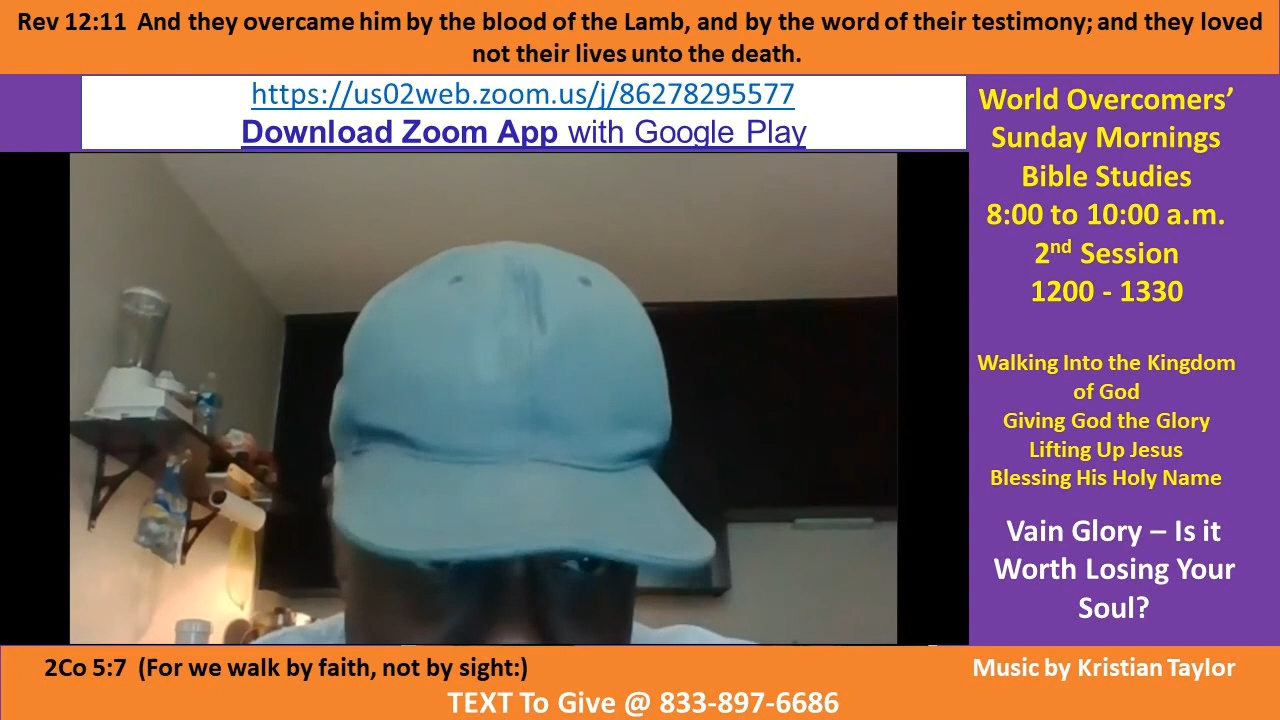 Rev 12:11  And they overcame him by the blood of the Lamb, and by the word of their testimony; and they loved
not their lives unto the death.
https://us02web.zoom.us/j/86278295577
Download Zoom App with Google Play
World Overcomers’
Sunday Mornings
Bible Studies
8:00 to 10:00 a.m.
2nd Session
1200 - 1330
Walking Into the Kingdom
of God
Giving God the Glory
Lifting Up Jesus
Blessing His Holy Name
Vain Glory – Is it
Worth Losing Your
Soul?
2Co 5:7  (For we walk by faith, not by sight:)
Music by Kristian Taylor
TEXT To Give @ 833-897-6686